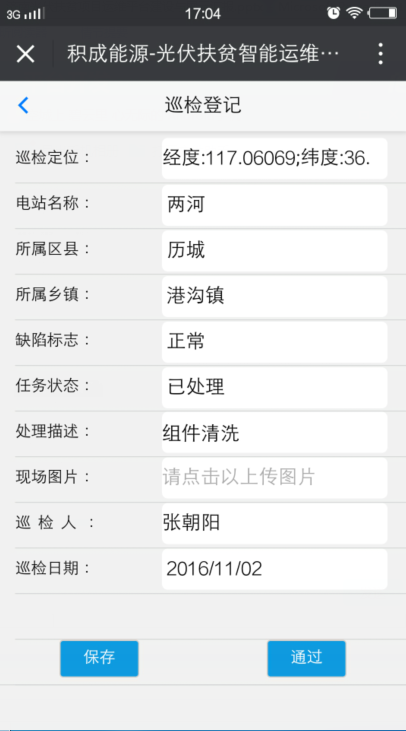 3G 17:04
积成能源-光伏扶贫智能运维…
巡检登记
巡检定位： 经度:117.06069;纬度:36.
电站名称： 两河
所属区县： 历城
所属乡镇： 港沟镇
缺陷标志： 正常
任务状态： 已处理
处理描述： 组件清洗
现场图片： 请点击以上传图片
巡 检 人 ： 张朝阳
巡检日期： 2016/11/02
保存 通过